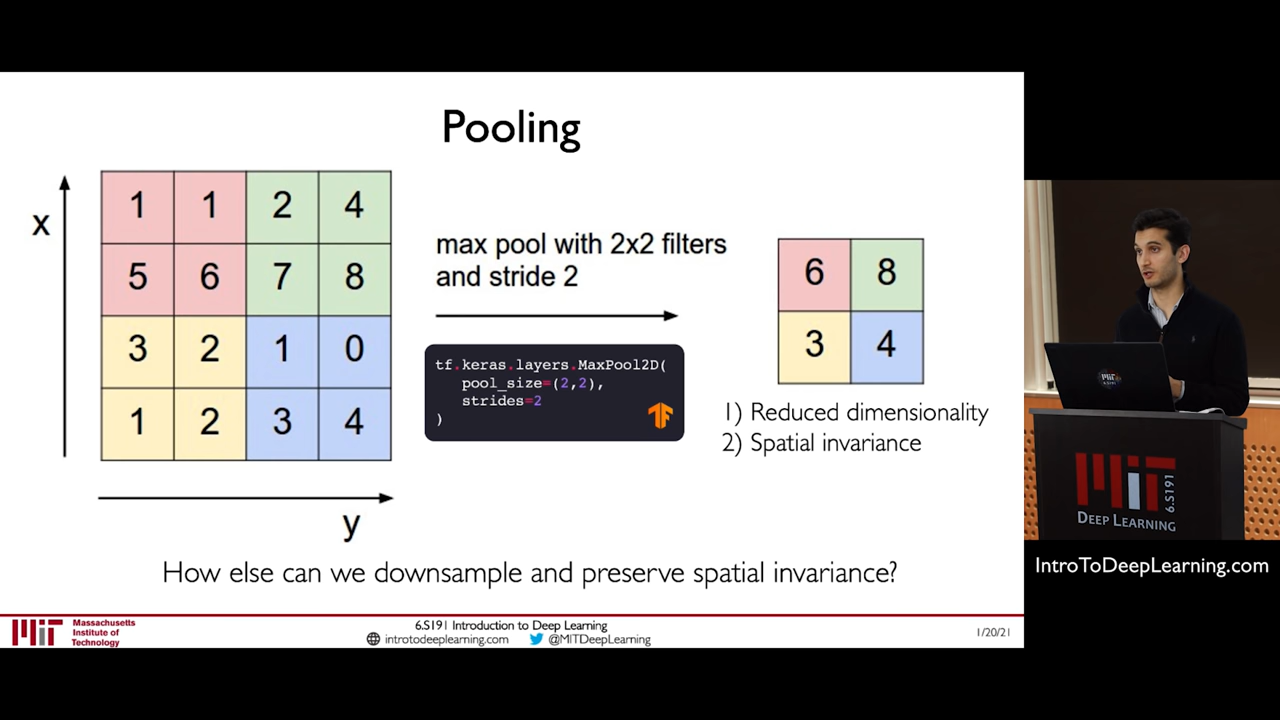 Pooling
x
1 1 2 4
5 6 7 8
3 2 1 0
1 2 3 4
y
max pool with 2x2 filters
and stride 2
tf.keras.layers.MaxPool2D(
pool_size=(2,2),
strides=2
)
6 8
3 4
1) Reduced dimensionality
2) Spatial invariance
How else can we downsample and preserve spatial invariance?
Massachusetts
Institute of
Technology
6.S191 Introduction to Deep Learning
introtodeeplearning.com @MITDeepLearning
1/20/21
MIT
6.S191
DEEP LEARNING
IntroToDeepLearning.com